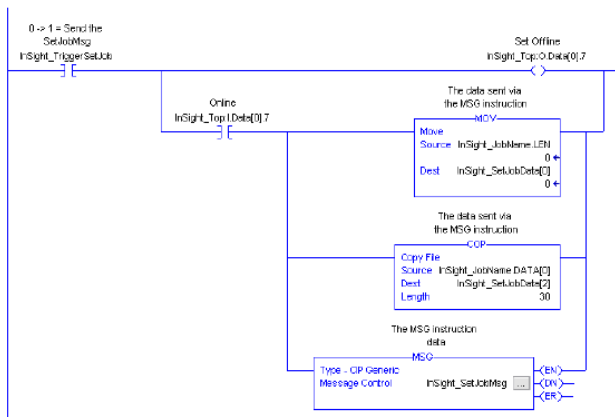 0 -> 1 = Send the
SetJobMsg
InSight_TriggerSetJob
Set Offline
InSight_Top:O.Data[0].7
Online
InSight_Top:I.Data[0].7
The data sent via
the MSG instruction
MOV
Move
Source InSight_JobName.LEN
0
Dest InSight_SetJobData[0]
0
The data sent via
the MSG instruction
COP
Copy File
Source InSight_JobName.DATA[0]
Dest InSight_SetJobData[2]
Length 30
The MSG instruction
data
MSG
Type - CIP Generic
Message Control InSight_SetJobMsg ...
EN
DN
ER